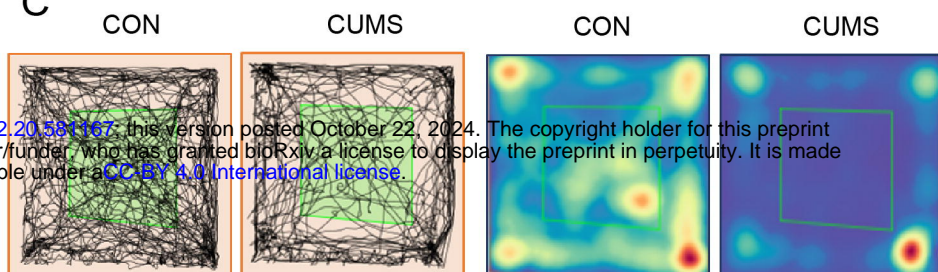 C
CON CUMS CON CUMS
2.20.581167; this version posted October 22, 2024. The copyright holder for this preprint
r/funder, who has granted bioRxiv a license to display the preprint in perpetuity. It is made
ble under aCC-BY 4.0 International license.